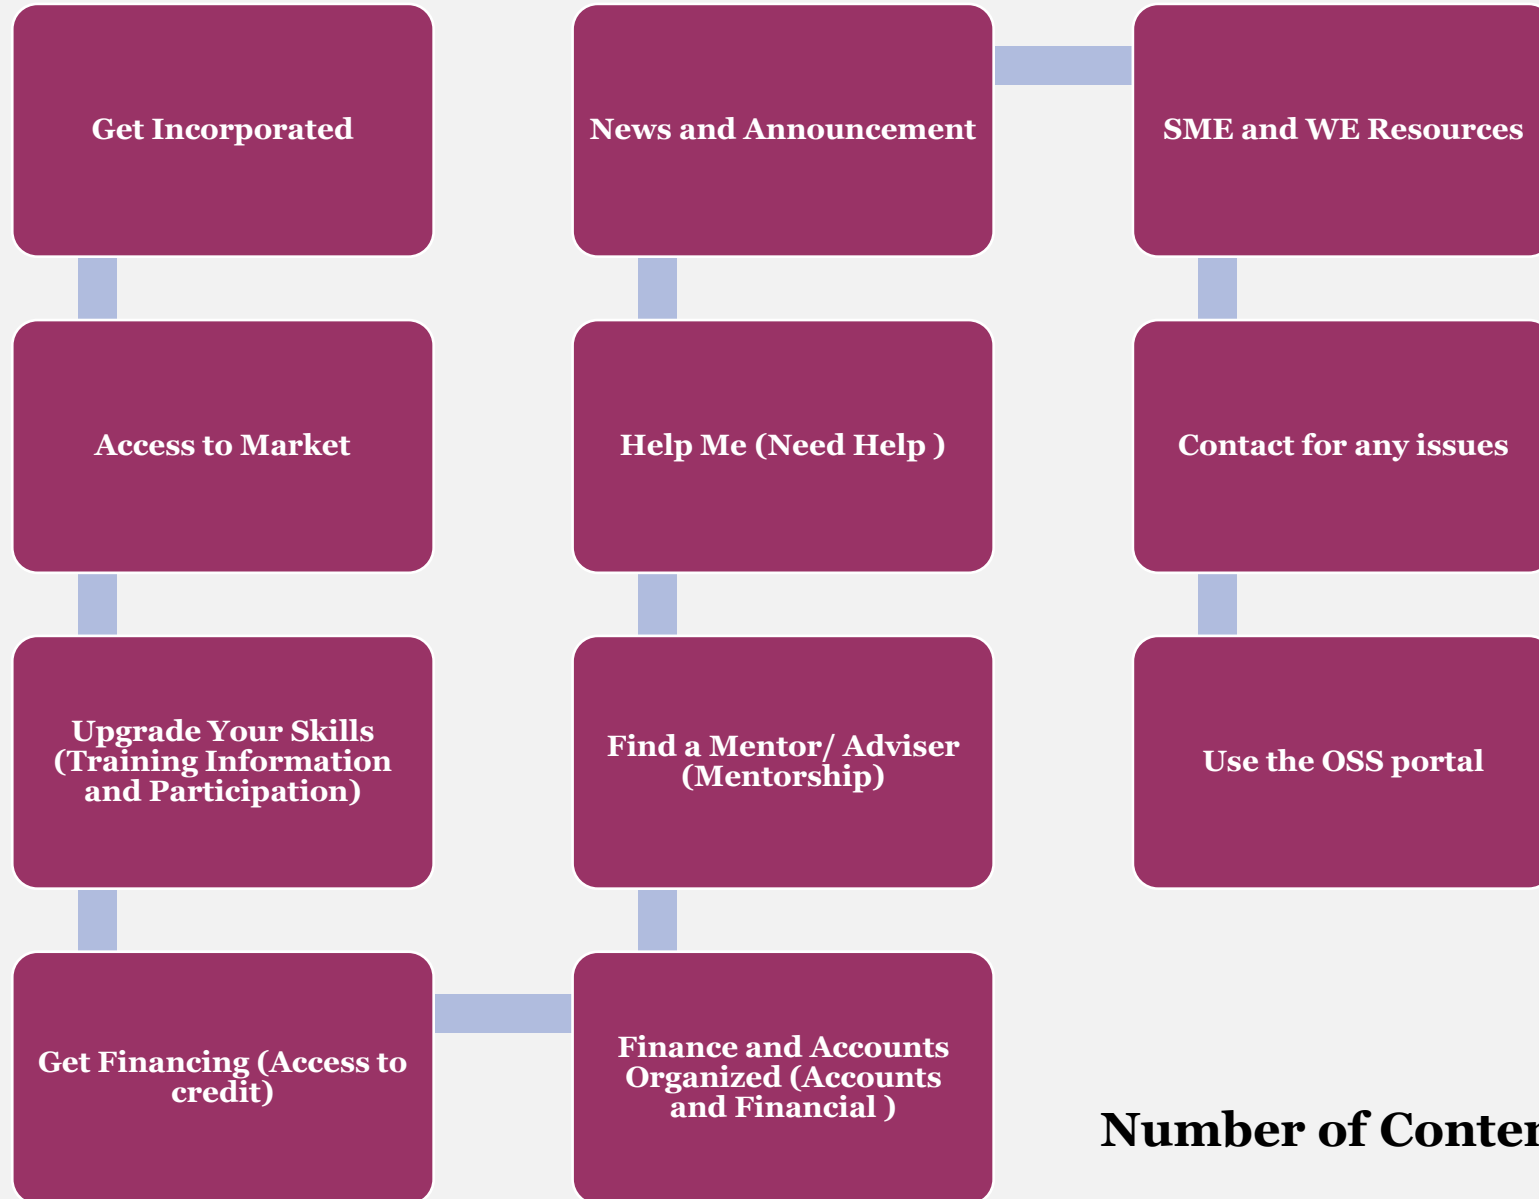 Get Incorporated
Access to Market
Upgrade Your Skills
(Training Information
and Participation)
Get Financing (Access to
credit)
Finance and Accounts
Organized (Accounts
and Financial )
Find a Mentor/ Adviser
(Mentorship)
Help Me (Need Help )
News and Announcement
SME and WE Resources
Contact for any issues
Use the OSS portal
Number of